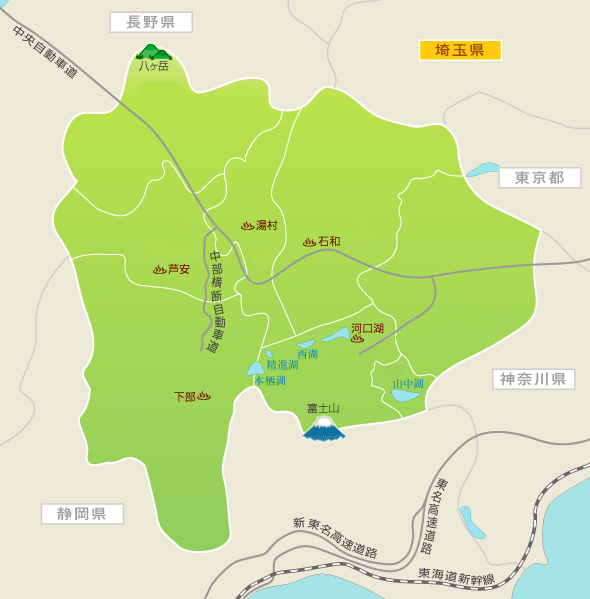 長野県
中央自動車道
埼玉県
八ヶ岳
東京都
湯村
石和
芦安
中部横断自動車道
河口湖
西湖
精進湖
本栖湖
山中湖
神奈川県
下部
富士山
静岡県
東名高速道路
新東名高速道路
東海道新幹線